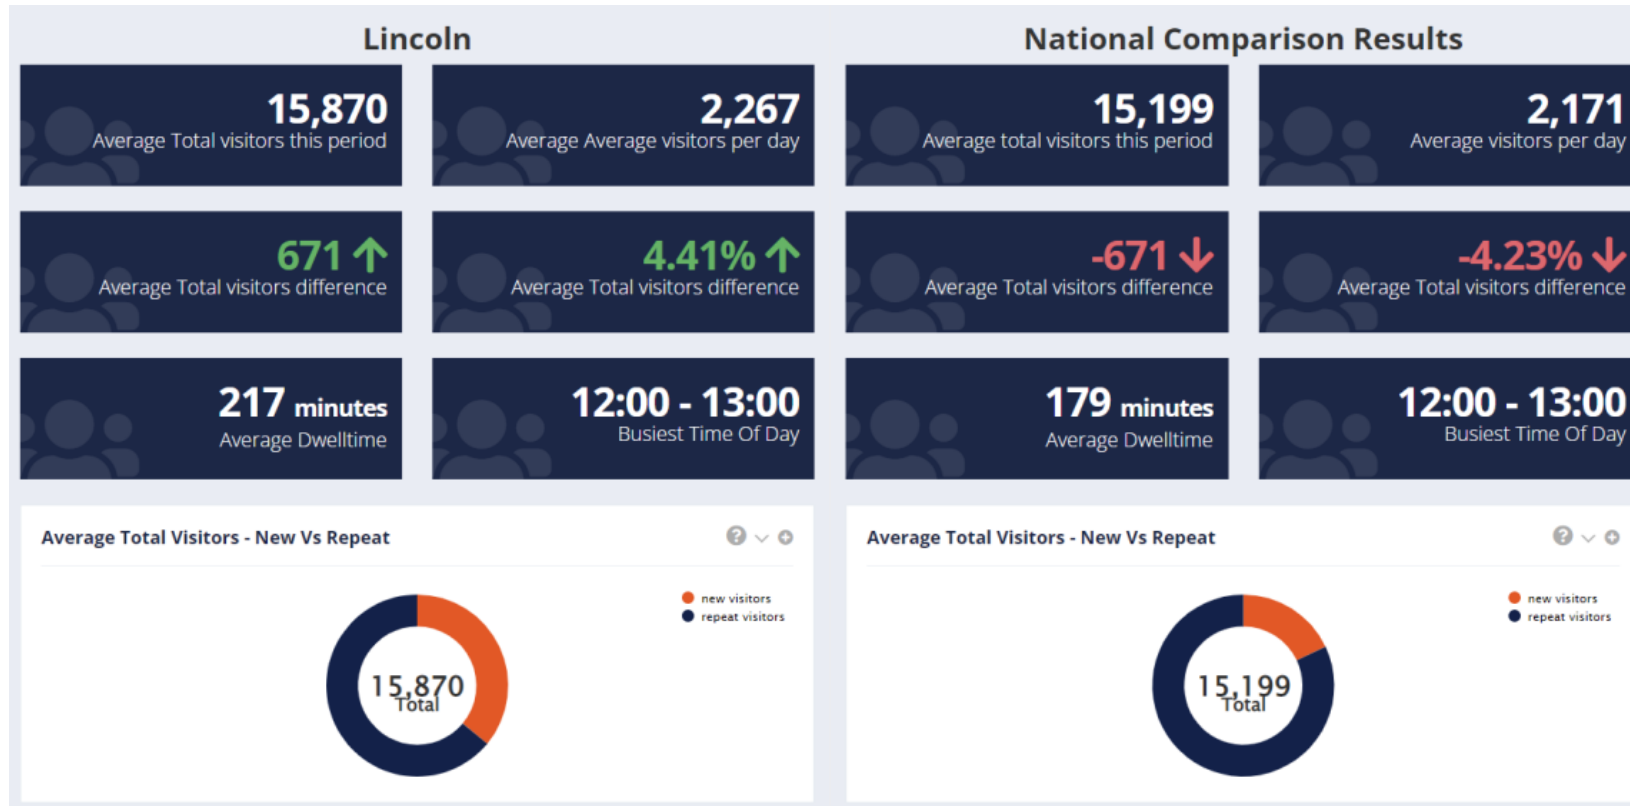 Lincoln
15,870
Average Total visitors this period
2,267
Average Average visitors per day
671
Average Total visitors difference
4.41%
Average Total visitors difference
217 minutes
Average Dwelltime
12:00 - 13:00
Busiest Time Of Day
Average Total Visitors - New Vs Repeat
new visitors
repeat visitors
15,870
Total
National Comparison Results
15,199
Average total visitors this period
2,171
Average visitors per day
-671
Average Total visitors difference
-4.23%
Average Total visitors difference
179 minutes
Average Dwelltime
12:00 - 13:00
Busiest Time Of Day
Average Total Visitors - New Vs Repeat
new visitors
repeat visitors
15,199
Total